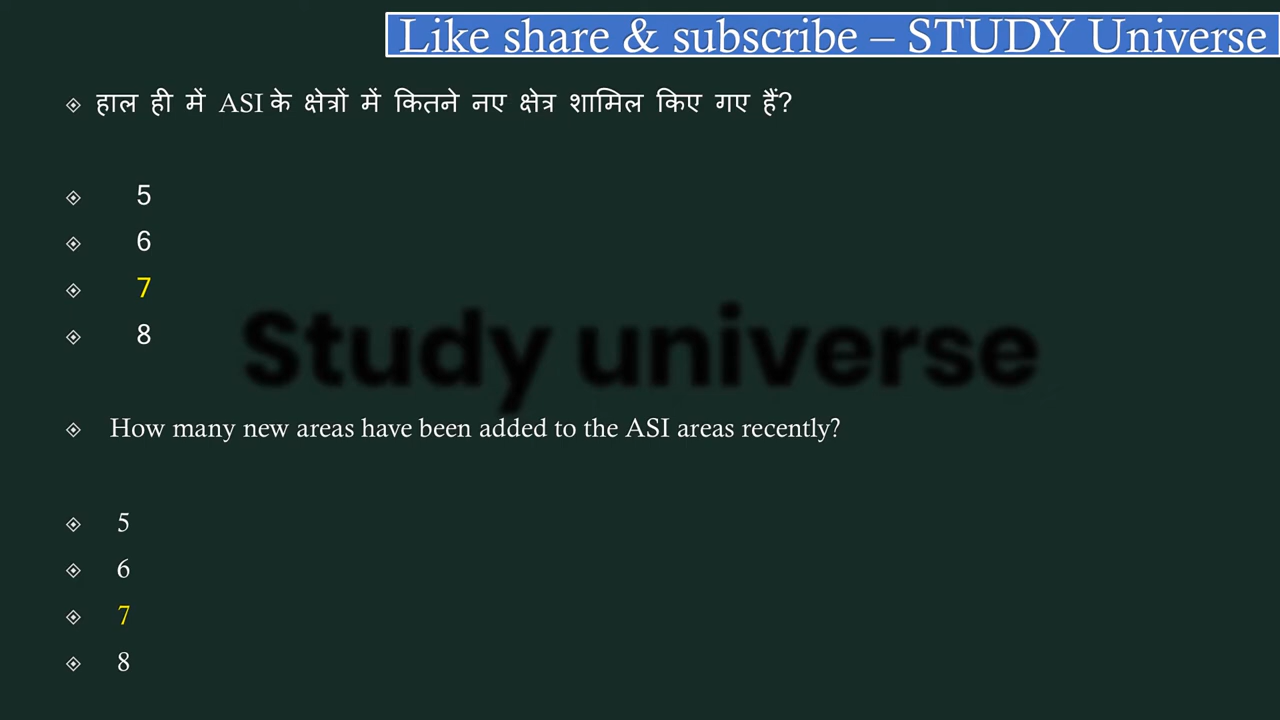 Like share & subscribe – STUDY Universe
हाल ही में ASI के क्षेत्रों में कितने नए क्षेत्र शामिल किए गए हैं?
5
6
7
8
Study universe
How many new areas have been added to the ASI areas recently?
5
6
7
8